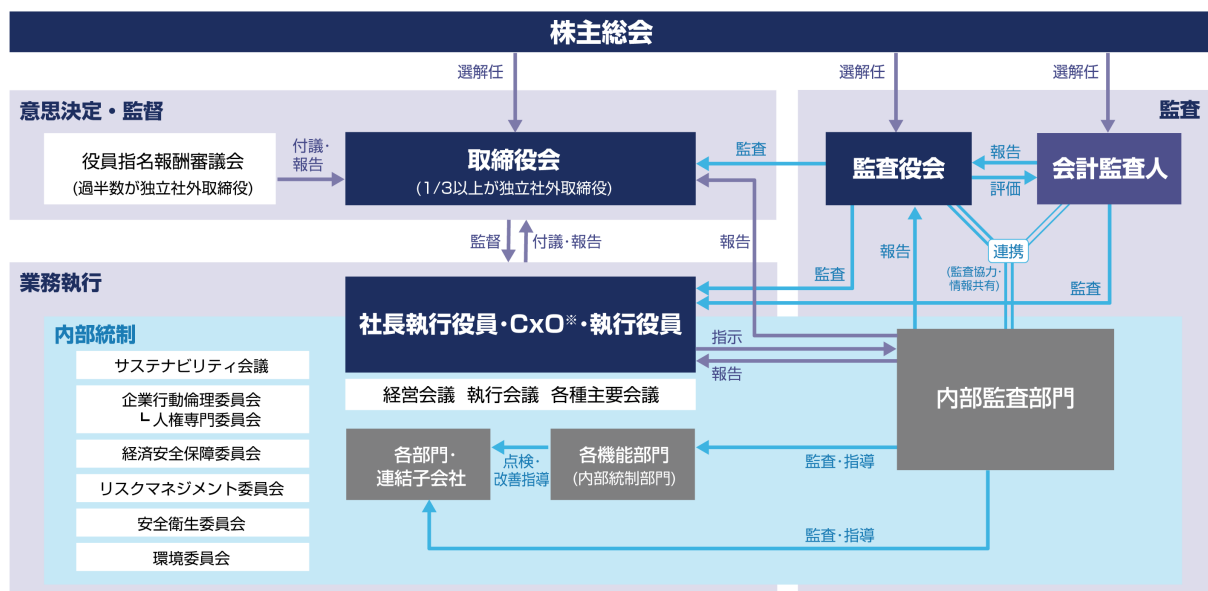 株主総会
選解任
選解任
選解任
意思決定・監督
監査
役員指名報酬審議会
(過半数が独立社外取締役)
付議・
報告
取締役会
(1/3以上が独立社外取締役)
監査
監査役会
報告
評価
会計監査人
監督
付議・報告
報告
報告
連携
(監査協力・
情報共有)
監査
監査
業務執行
社長執行役員・CxO※・執行役員
指示
報告
経営会議 執行会議 各種主要会議
内部統制
サステナビリティ会議
企業行動倫理委員会
┗ 人権専門委員会
経済安全保障委員会
リスクマネジメント委員会
安全衛生委員会
環境委員会
内部監査部門
各部門・
連結子会社
点検・
改善指導
各機能部門
(内部統制部門)
監査・指導
監査・指導